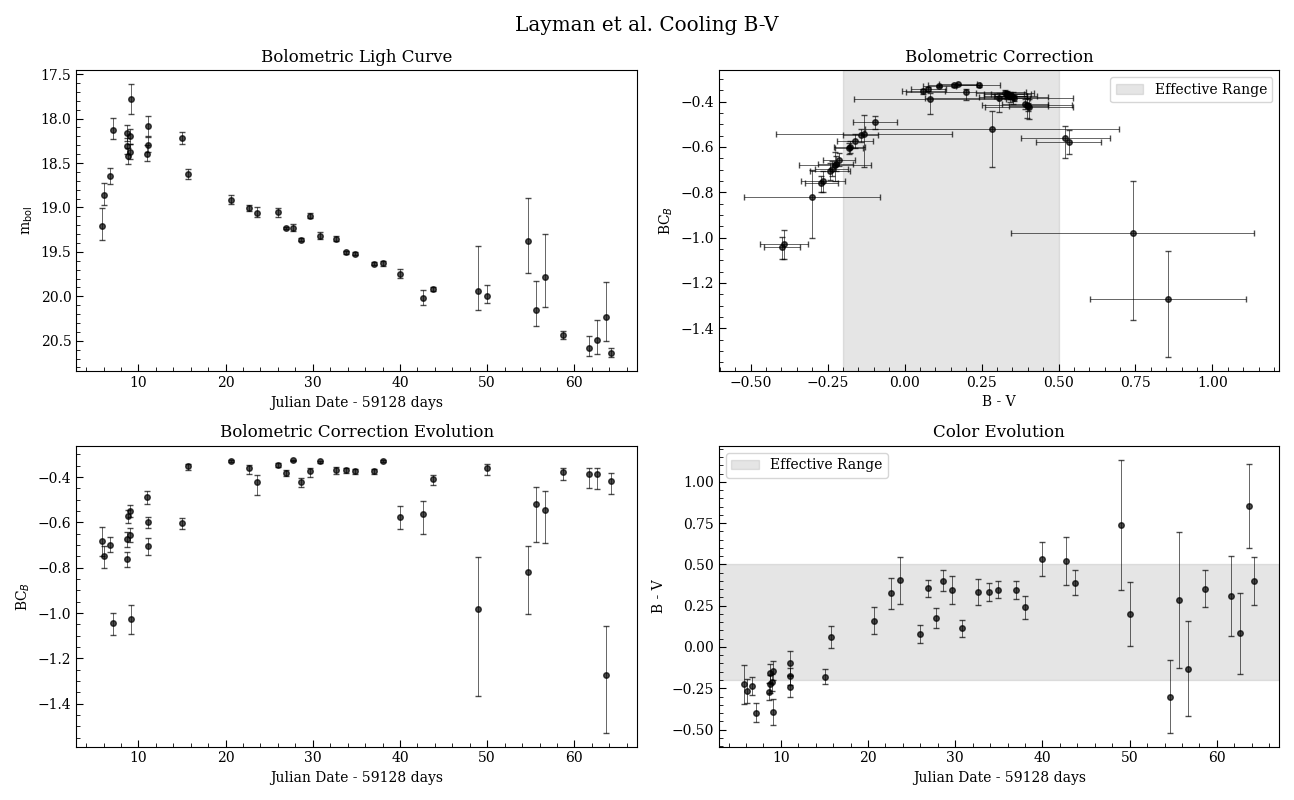 Layman et al. Cooling B-V
Bolometric Ligh Curve
17.5
18.0
18.5
19.0
19.5
20.0
20.5
m_bol
10 20 30 40 50 60
Julian Date - 59128 days
Bolometric Correction
Effective Range
−0.4
−0.6
−0.8
−1.0
−1.2
−1.4
BC_B
−0.50 −0.25 0.00 0.25 0.50 0.75 1.00
B - V
Bolometric Correction Evolution
−0.4
−0.6
−0.8
−1.0
−1.2
−1.4
BC_B
10 20 30 40 50 60
Julian Date - 59128 days
Color Evolution
Effective Range
1.00
0.75
0.50
0.25
0.00
−0.25
−0.50
B - V
10 20 30 40 50 60
Julian Date - 59128 days